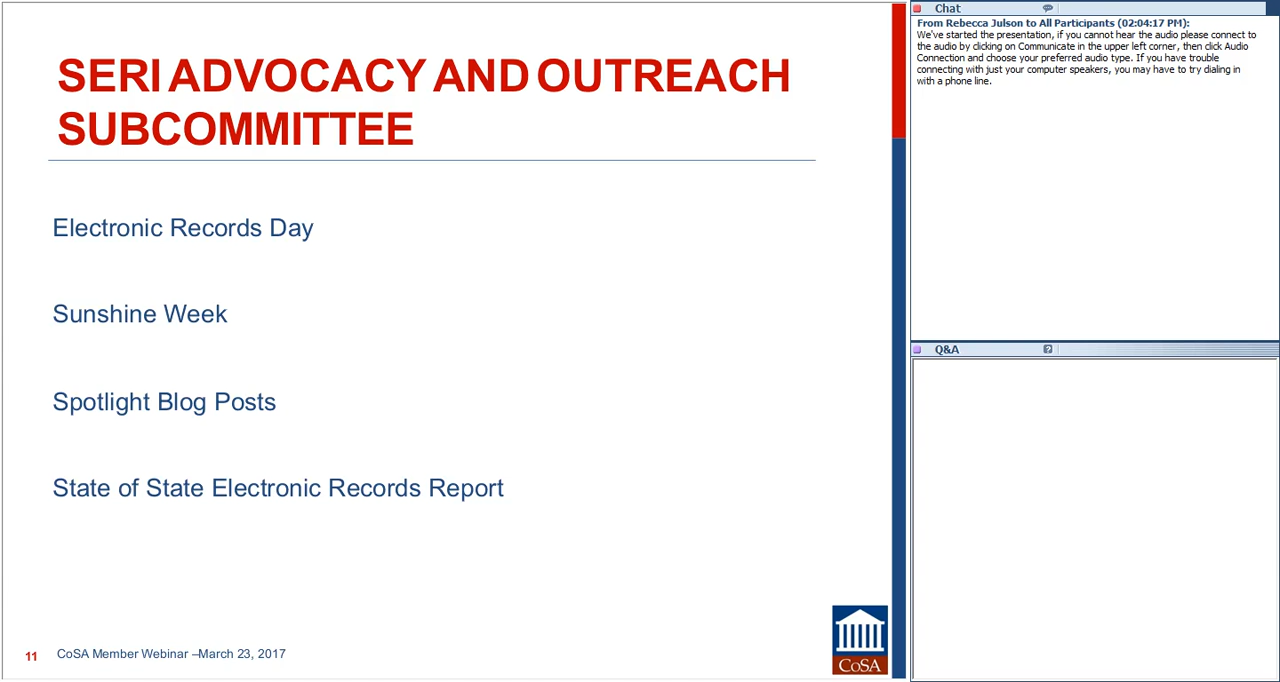 SERI ADVOCACY AND OUTREACH
SUBCOMMITTEE
Electronic Records Day
Sunshine Week
Spotlight Blog Posts
State of State Electronic Records Report
11
CoSA Member Webinar –March 23, 2017
CoSA
Chat
From Rebecca Julson to All Participants (02:04:17 PM):
We've started the presentation, if you cannot hear the audio please connect to
the audio by clicking on Communicate in the upper left corner, then click Audio
Connection and choose your preferred audio type. If you have trouble
connecting with just your computer speakers, you may have to try dialing in
with a phone line.
Q&A
?